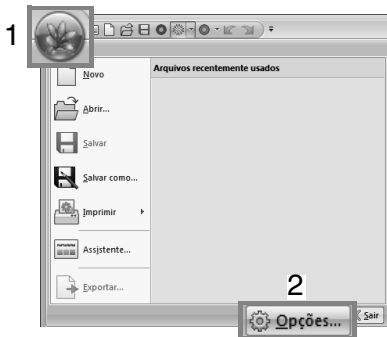 1
Novo
Arquivos recentemente usados
Abrir...
Salvar
Salvar como...
Imprimir
Assistente...
Exportar...
2
Opções...
Sair